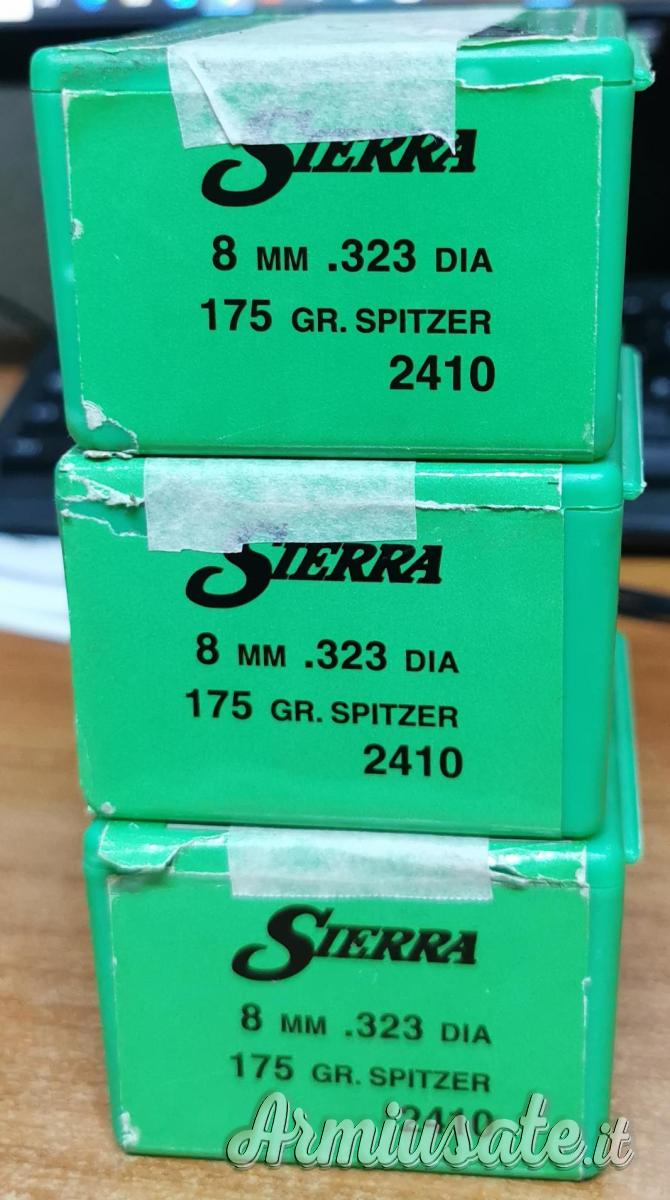 SIERRA
8 MM .323 DIA
175 GR. SPITZER
2410
SIERRA
8 MM .323 DIA
175 GR. SPITZER
2410
SIERRA
8 MM .323 DIA
175 GR. SPITZER
2410
Armiusate.it